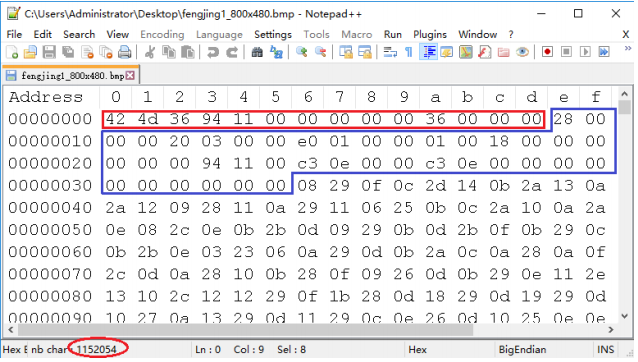 C:\Users\Administrator\Desktop\fengjing1_800x480.bmp - Notepad++
File Edit Search View Encoding Language Settings Tools Macro Run Plugins Window ? X
fengjing1_800x480.bmp
Address 0 1 2 3 4 5 6 7 8 9 a b c d e f
00000000 42 4d 36 94 11 00 00 00 00 00 36 00 00 00 28 00
00000010 00 00 20 03 00 00 e0 01 00 00 01 00 18 00 00 00
00000020 00 00 00 94 11 00 c3 0e 00 00 c3 0e 00 00 00 00
00000030 00 00 00 00 00 00 08 29 0f 0c 2d 14 0b 2a 13 0a
00000040 2a 12 09 28 11 0a 29 11 06 25 0b 0c 2a 10 0a 2a
00000050 0e 08 2c 0e 0b 2b 0d 09 29 0b 0d 2b 0f 0b 29 0c
00000060 0b 2b 0e 03 23 06 0a 29 0d 0b 2a 0c 0a 28 0a 0f
00000070 2c 0d 0a 28 10 0b 28 0f 09 26 0d 0b 29 0e 11 2e
00000080 13 10 2c 12 12 29 0f 1b 28 0d 18 29 0d 19 29 0d
00000090 10 27 0a 13 29 0d 11 29 0c 0e 26 0d 10 25 0e 0e
Hex E nb char: 1152054 Ln : 0 Col : 9 Sel : 8 Hex BigEndian INS